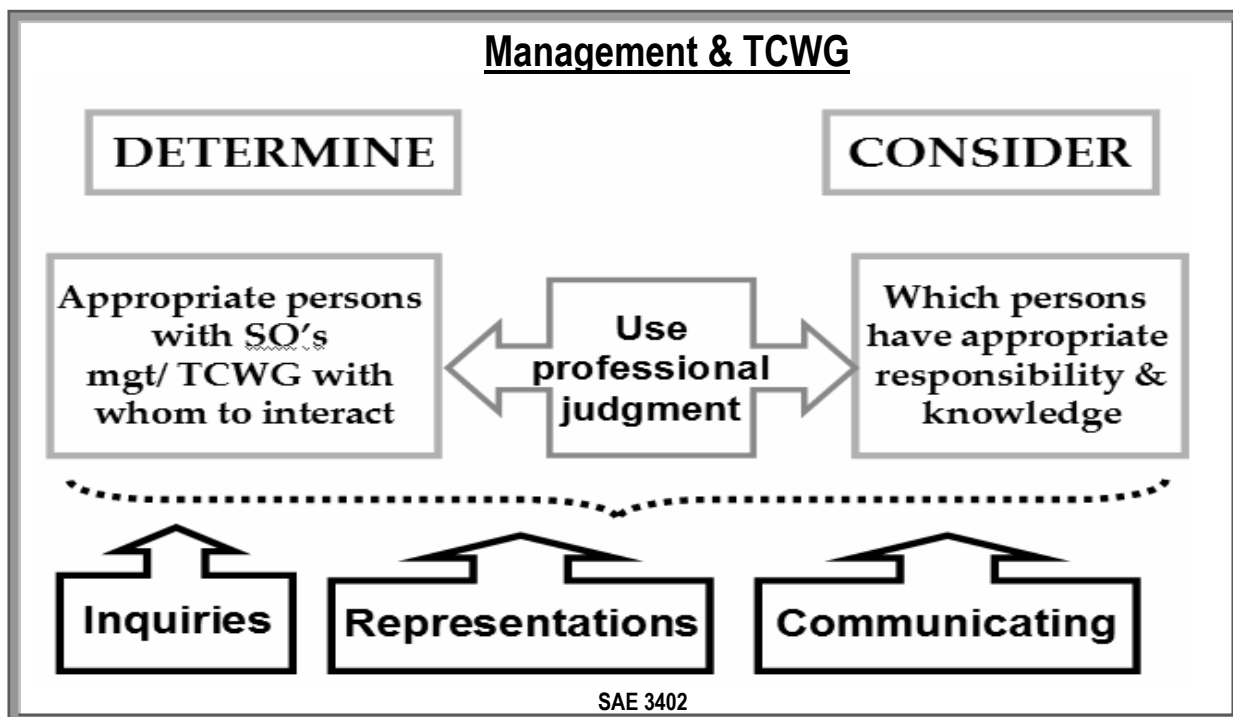 Management & TCWG
DETERMINE
CONSIDER
Appropriate persons
with SO's
mgt/ TCWG with
whom to interact
Use
professional
judgment
Which persons
have appropriate
responsibility &
knowledge
Inquiries
Representations
Communicating
SAE 3402